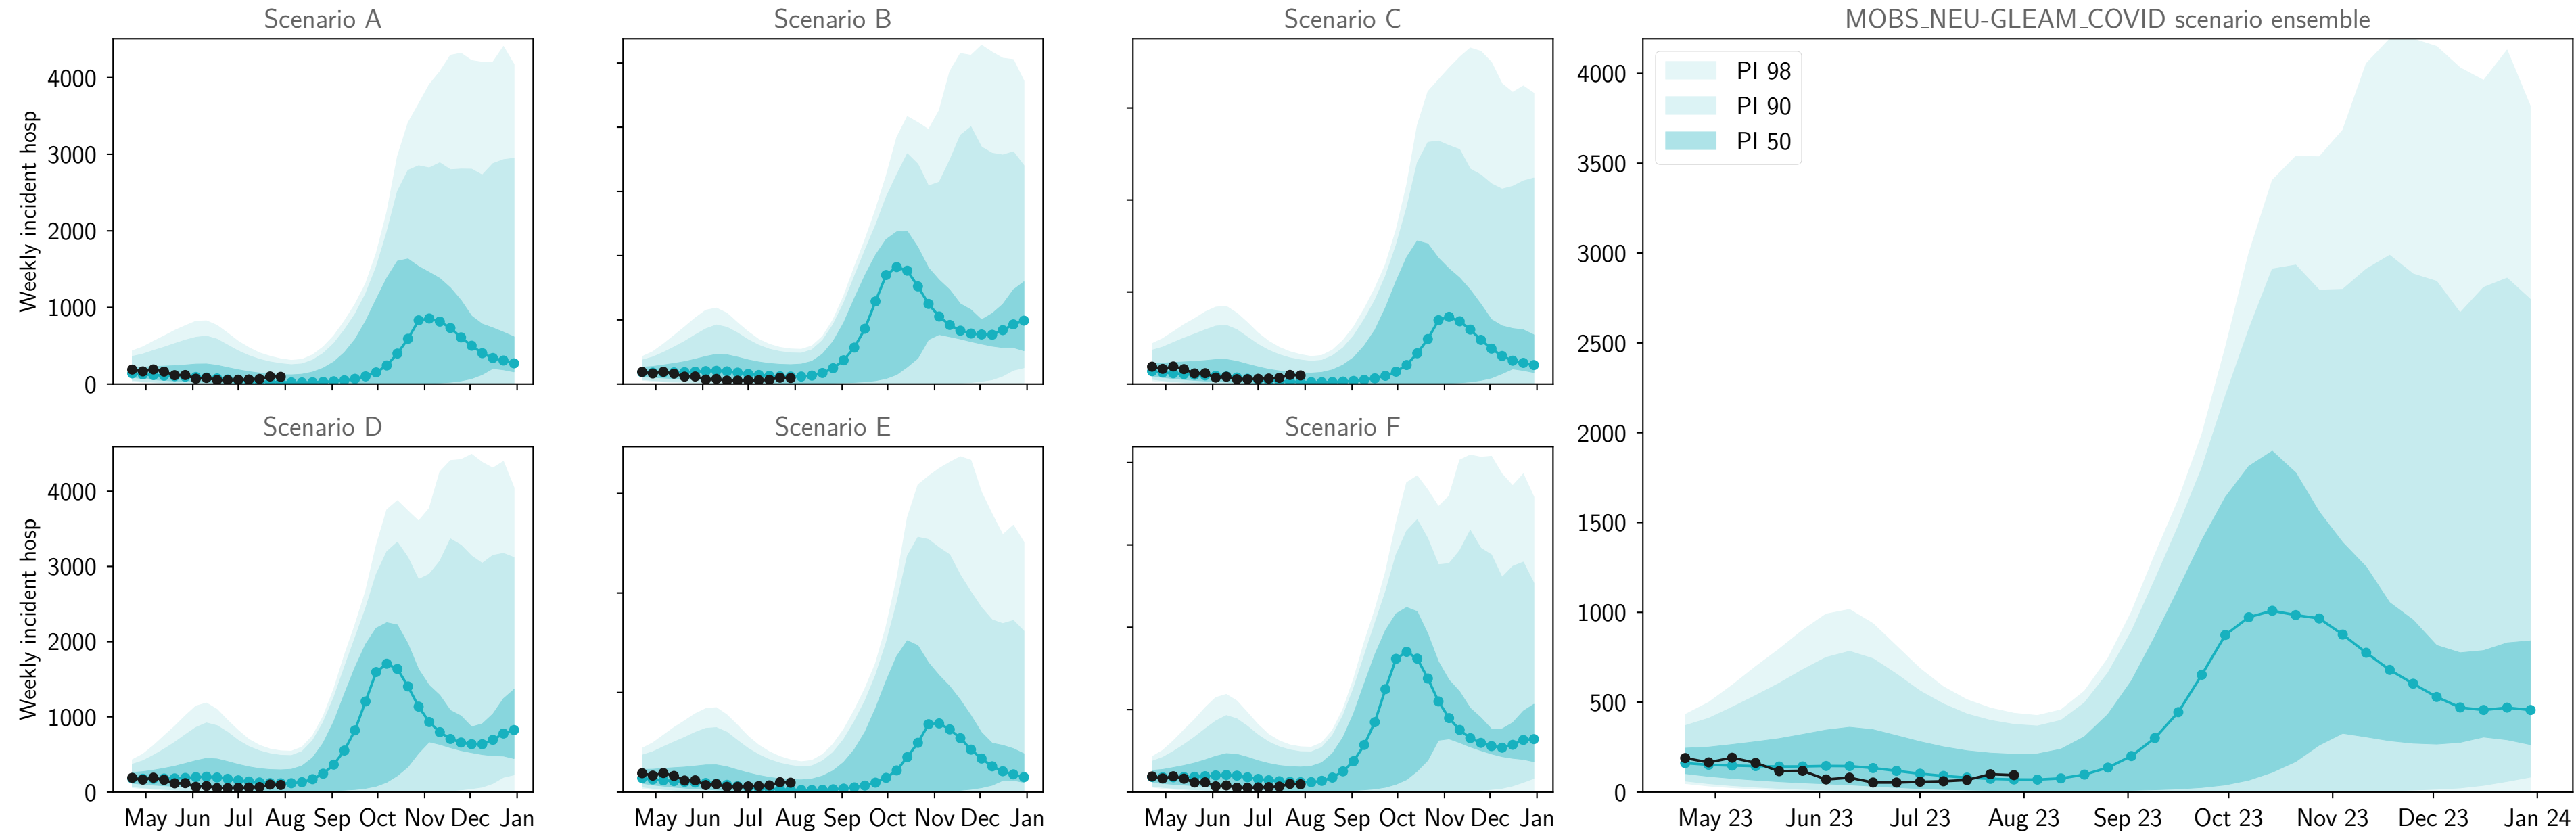 Scenario A
Scenario B
Scenario C
MOBS_NEU-GLEAM_COVID scenario ensemble
Weekly incident hosp
4000
3000
2000
1000
0
PI 98
PI 90
PI 50
4000
3500
3000
2500
2000
1500
1000
500
0
Scenario D
Scenario E
Scenario F
Weekly incident hosp
4000
3000
2000
1000
0
May Jun Jul Aug Sep Oct Nov Dec Jan
May Jun Jul Aug Sep Oct Nov Dec Jan
May Jun Jul Aug Sep Oct Nov Dec Jan
May 23 Jun 23 Jul 23 Aug 23 Sep 23 Oct 23 Nov 23 Dec 23 Jan 24